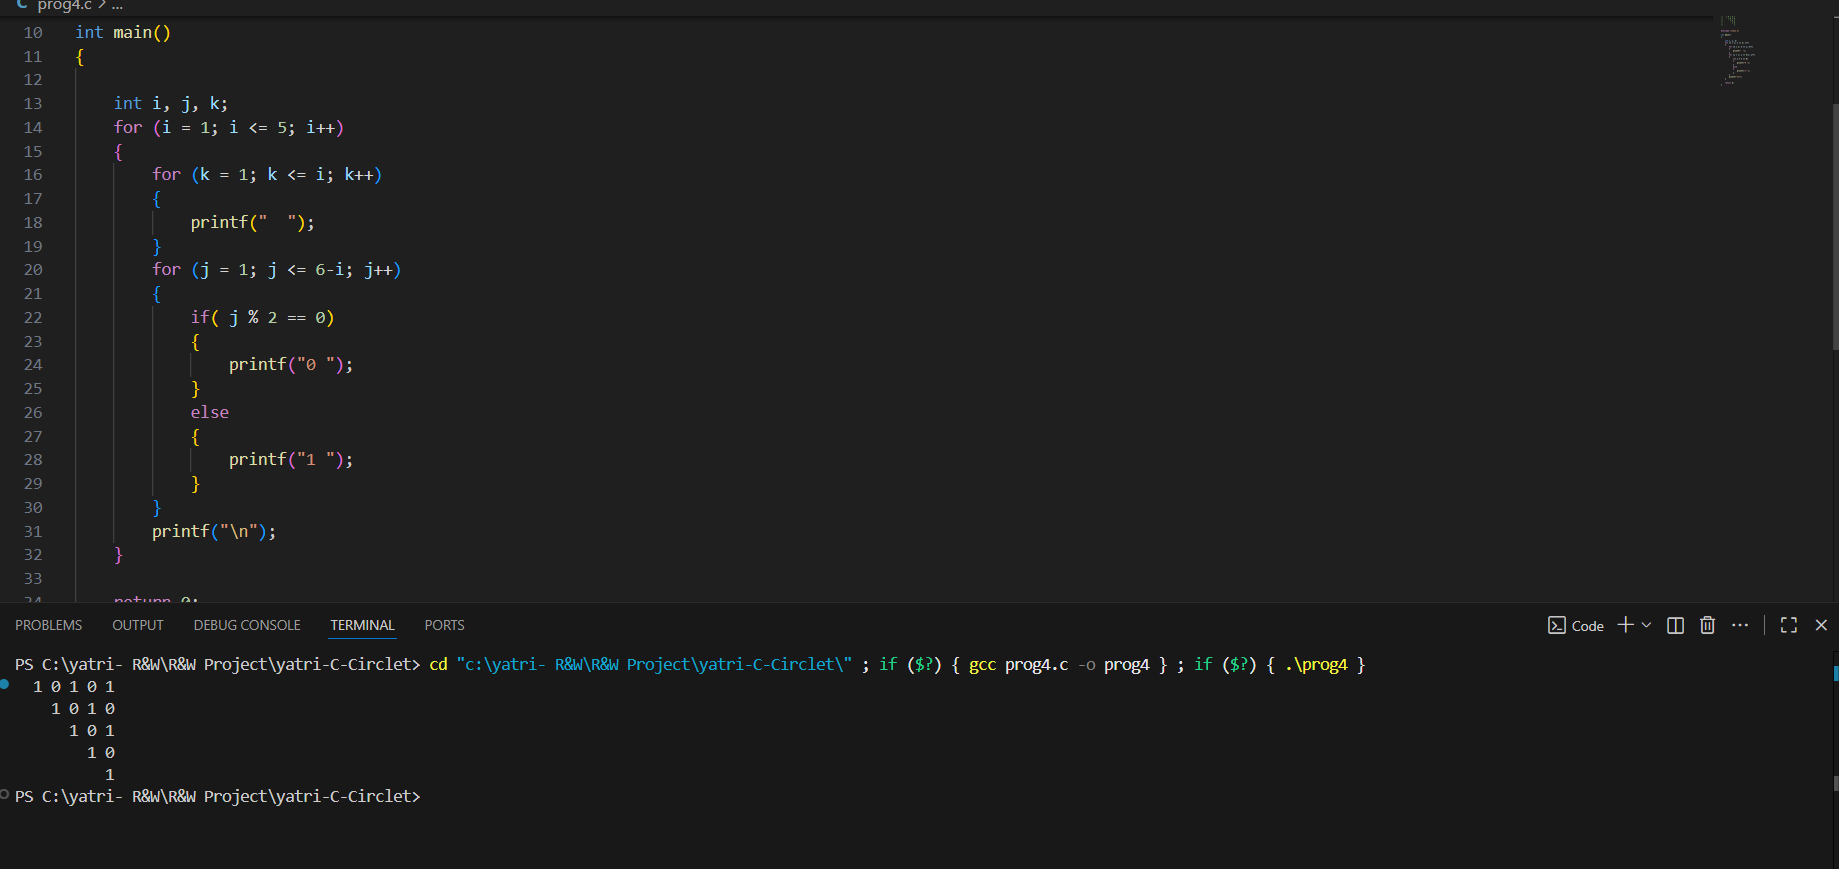 C prog4.c > ...
10 int main()
11 {
12
13     int i, j, k;
14     for (i = 1; i <= 5; i++)
15     {
16         for (k = 1; k <= i; k++)
17         {
18             printf("  ");
19         }
20         for (j = 1; j <= 6-i; j++)
21         {
22             if( j % 2 == 0)
23             {
24                 printf("0 ");
25             }
26             else
27             {
28                 printf("1 ");
29             }
30         }
31         printf("\n");
32     }
33
34     return 0;
PROBLEMS OUTPUT DEBUG CONSOLE TERMINAL PORTS Code
PS C:\yatri- R&W\R&W Project\yatri-C-Circlet> cd "c:\yatri- R&W\R&W Project\yatri-C-Circlet\" ; if ($?) { gcc prog4.c -o prog4 } ; if ($?) { .\prog4 }
  1 0 1 0 1
    1 0 1 0
      1 0 1
        1 0
          1
PS C:\yatri- R&W\R&W Project\yatri-C-Circlet>